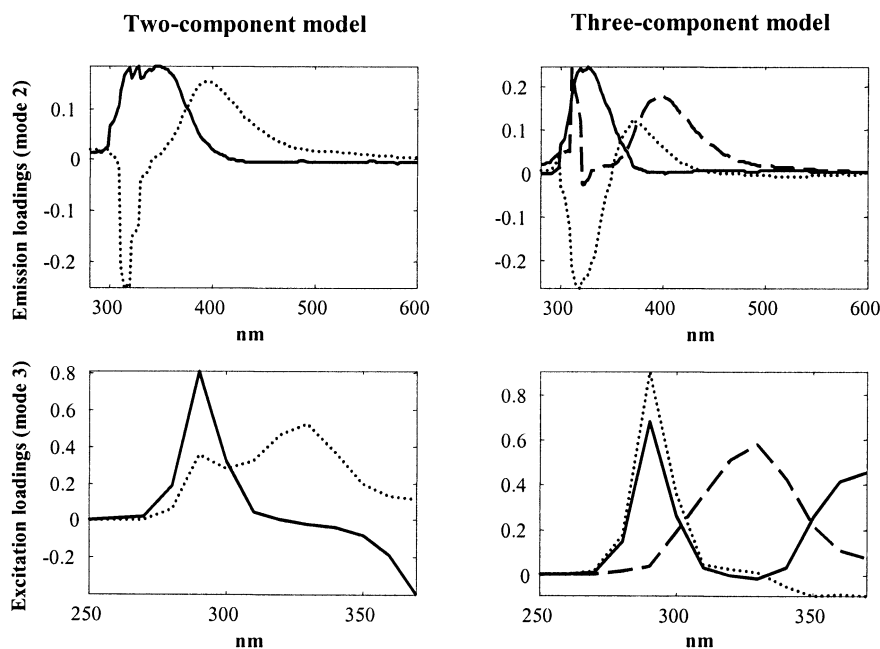 Two-component model
Three-component model
Emission loadings (mode 2)
0.1
0
-0.1
-0.2
300 400 500 600
nm
0.2
0.1
0
-0.1
-0.2
300 400 500 600
nm
Excitation loadings (mode 3)
0.8
0.6
0.4
0.2
0
-0.2
250 300 350
nm
0.8
0.6
0.4
0.2
0
250 300 350
nm